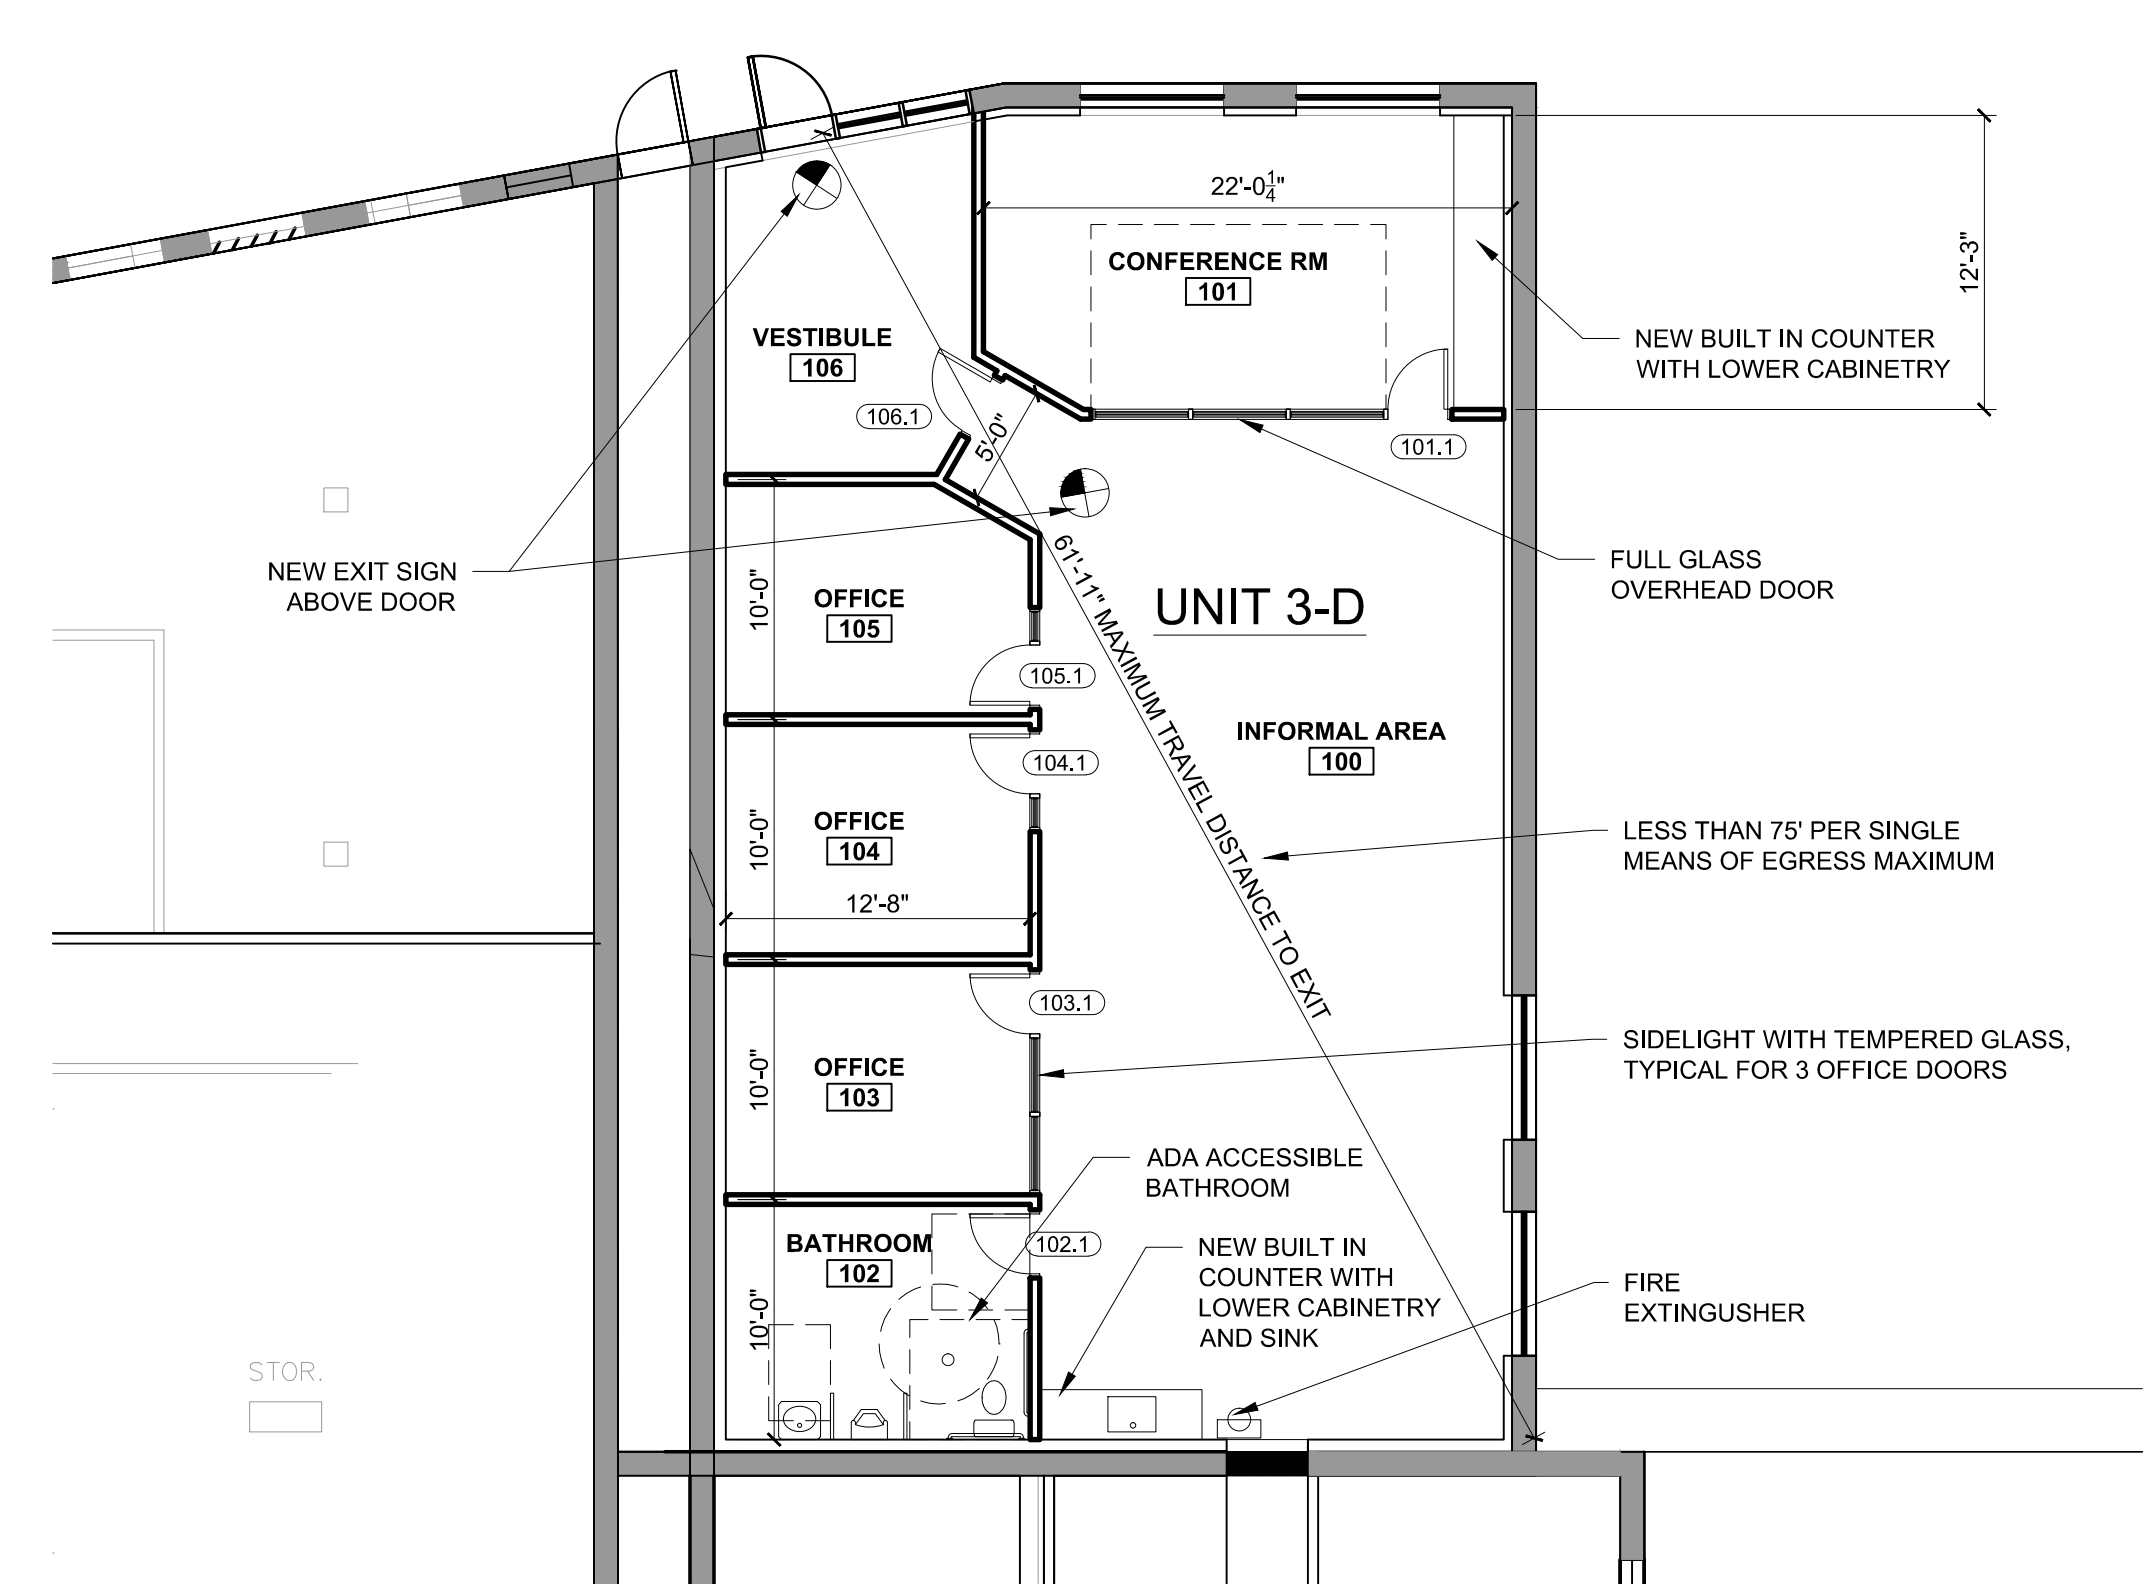 22'-0 1/4"
12'-3"
CONFERENCE RM
101
NEW BUILT IN COUNTER
WITH LOWER CABINETRY
VESTIBULE
106
106.1
5'-0"
101.1
NEW EXIT SIGN
ABOVE DOOR
FULL GLASS
OVERHEAD DOOR
10'-0"
OFFICE
105
UNIT 3-D
61'-11" MAXIMUM TRAVEL DISTANCE TO EXIT
105.1
INFORMAL AREA
100
104.1
10'-0"
OFFICE
104
12'-8"
LESS THAN 75' PER SINGLE
MEANS OF EGRESS MAXIMUM
103.1
10'-0"
OFFICE
103
SIDELIGHT WITH TEMPERED GLASS,
TYPICAL FOR 3 OFFICE DOORS
ADA ACCESSIBLE
BATHROOM
BATHROOM
102
102.1
10'-0"
NEW BUILT IN
COUNTER WITH
LOWER CABINETRY
AND SINK
FIRE
EXTINGUSHER
STOR.